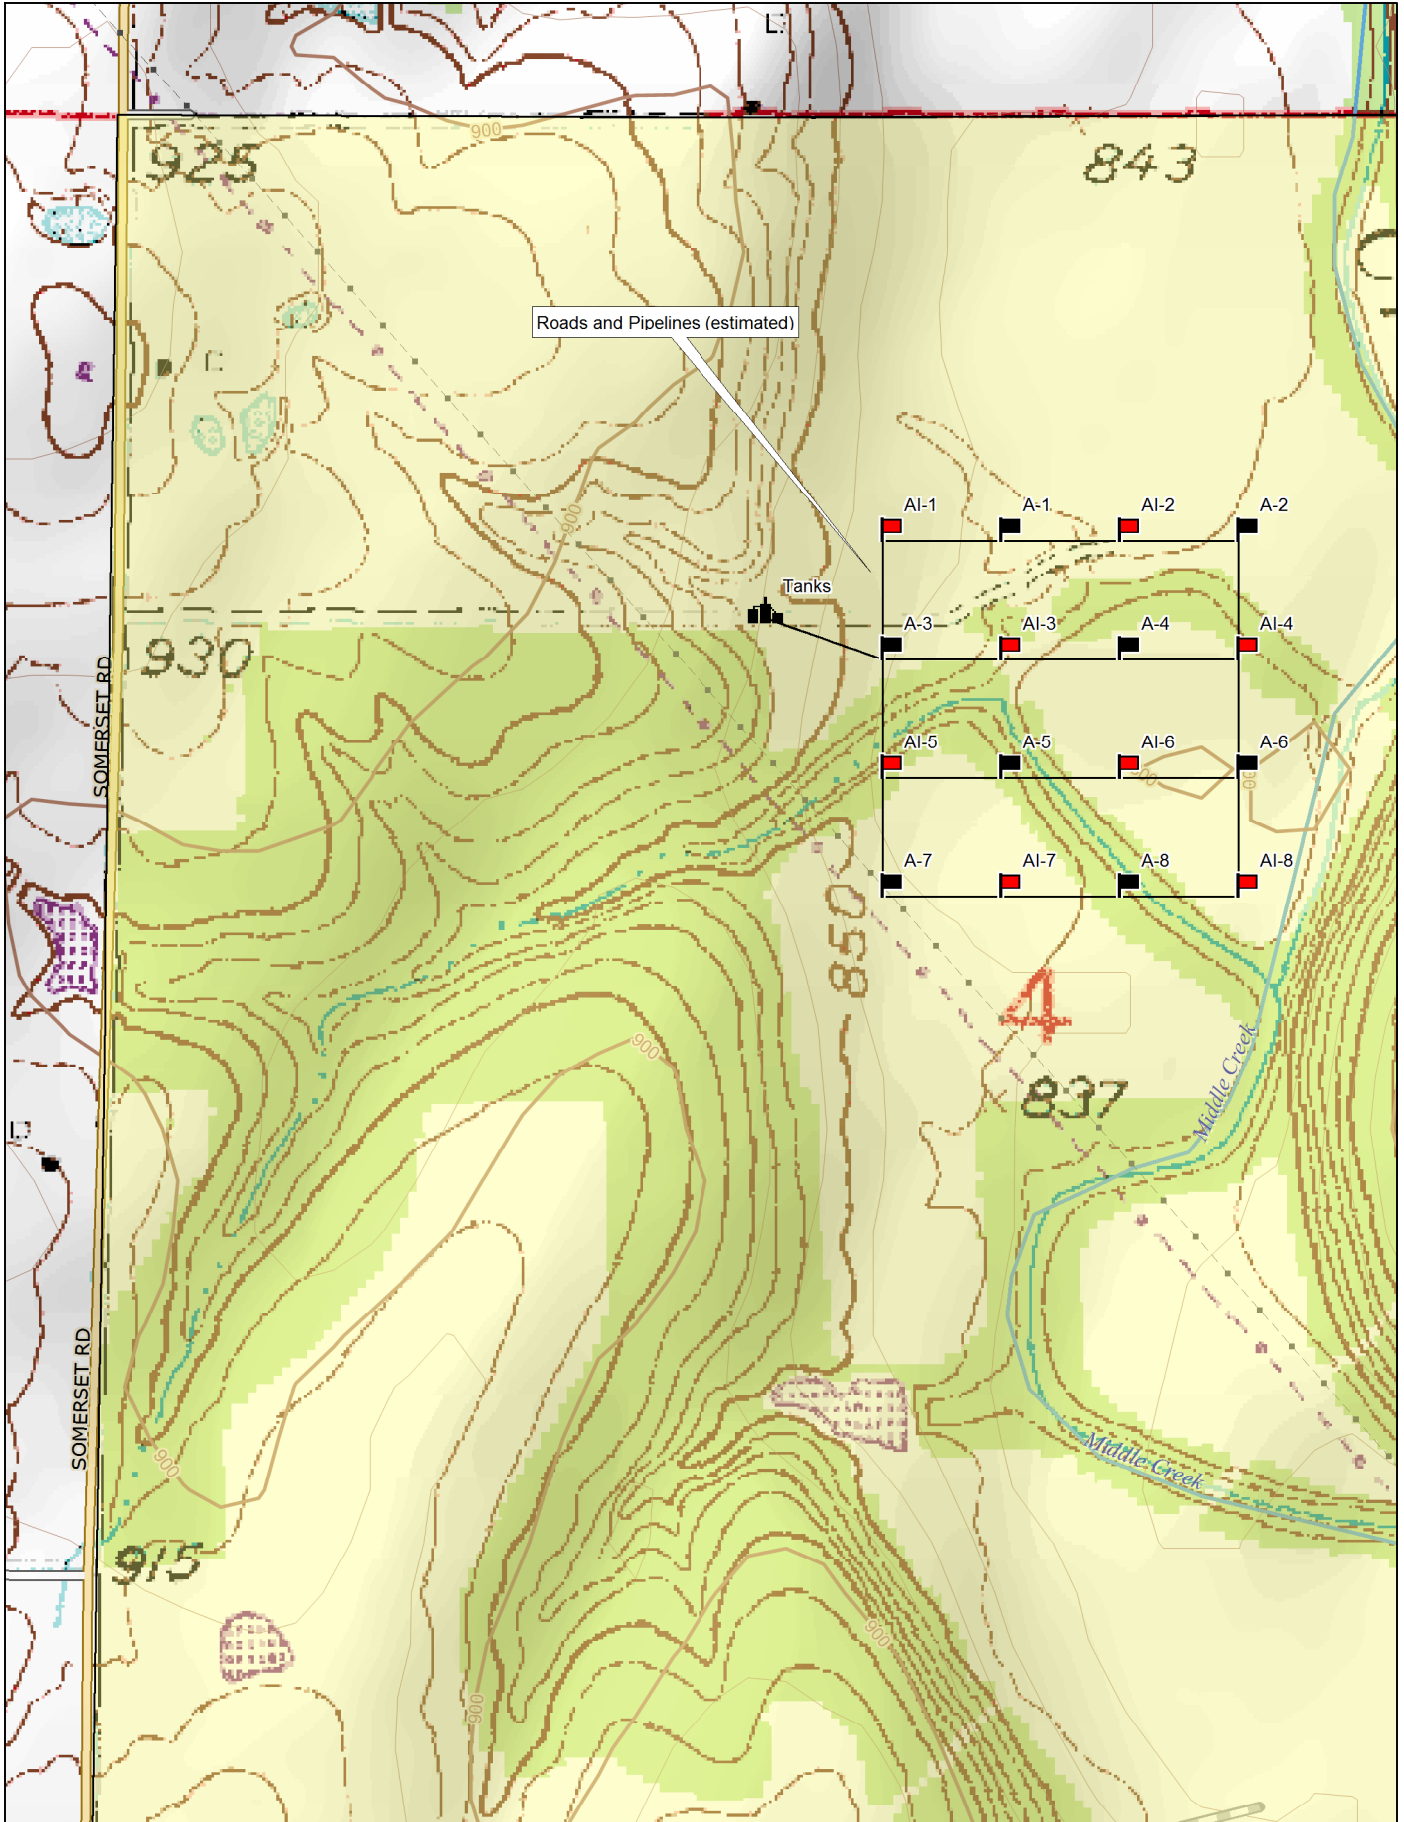 900
925
843
Roads and Pipelines (estimated)
900
AI-1 A-1 AI-2 A-2
Tanks
A-3 AI-3 A-4 AI-4
930
SOMERSET RD
AI-5 A-5 AI-6 A-6
A-7 AI-7 A-8 AI-8
850
4
900
Middle Creek
837
SOMERSET RD
Middle Creek
900
915
900
900